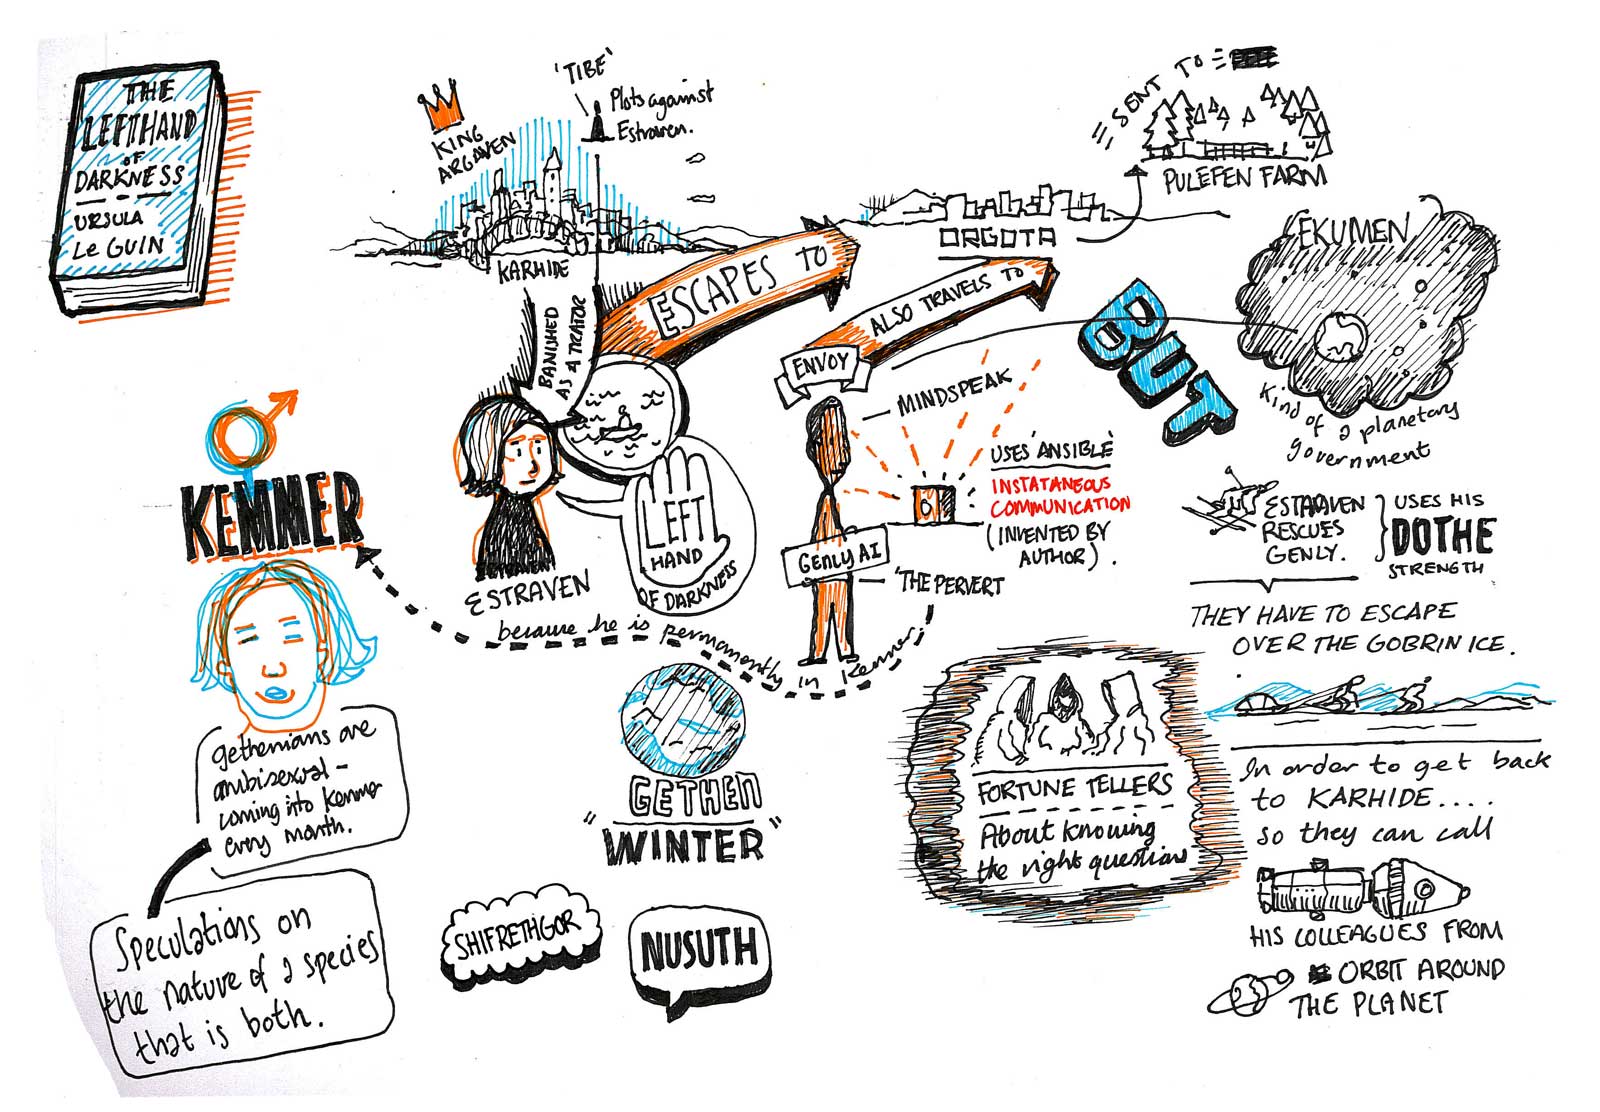 THE
LEFTHAND
OF
DARKNESS
URSULA
Le GUIN
KING
ARGAVEN
'TIBE'
Plots against
Estraven.
KARHIDE
BANISHED
AS A TRATOR
ESCAPES TO
ORGOTA
SENT TO
PULEFEN FARM
ENVOY
ALSO TRAVELS TO
BUT
EKUMEN
Kind of a planetary
government
MINDSPEAK
USES 'ANSIBLE'
INSTATANEOUS
COMMUNICATION
(INVENTED BY
AUTHOR).
GENLY AI
'THE PERVERT
because he is permanently in Kemmer.
KEMMER
ESTRAVEN
LEFT
HAND
OF DARKNESS
gethenians are
ambisexual –
coming into Kemmer
every month.
Speculations on
the nature of a species
that is both.
GETHEN
"WINTER"
SHIFRETHGOR
NUSUTH
FORTUNE TELLERS
About knowing
the right question
ESTRAVEN
RESCUES
GENLY.
USES HIS
DOTHE
STRENGTH
THEY HAVE TO ESCAPE
OVER THE GOBRIN ICE.
In order to get back
to KARHIDE....
so they can call
HIS COLLEAGUES FROM
ORBIT AROUND
THE PLANET